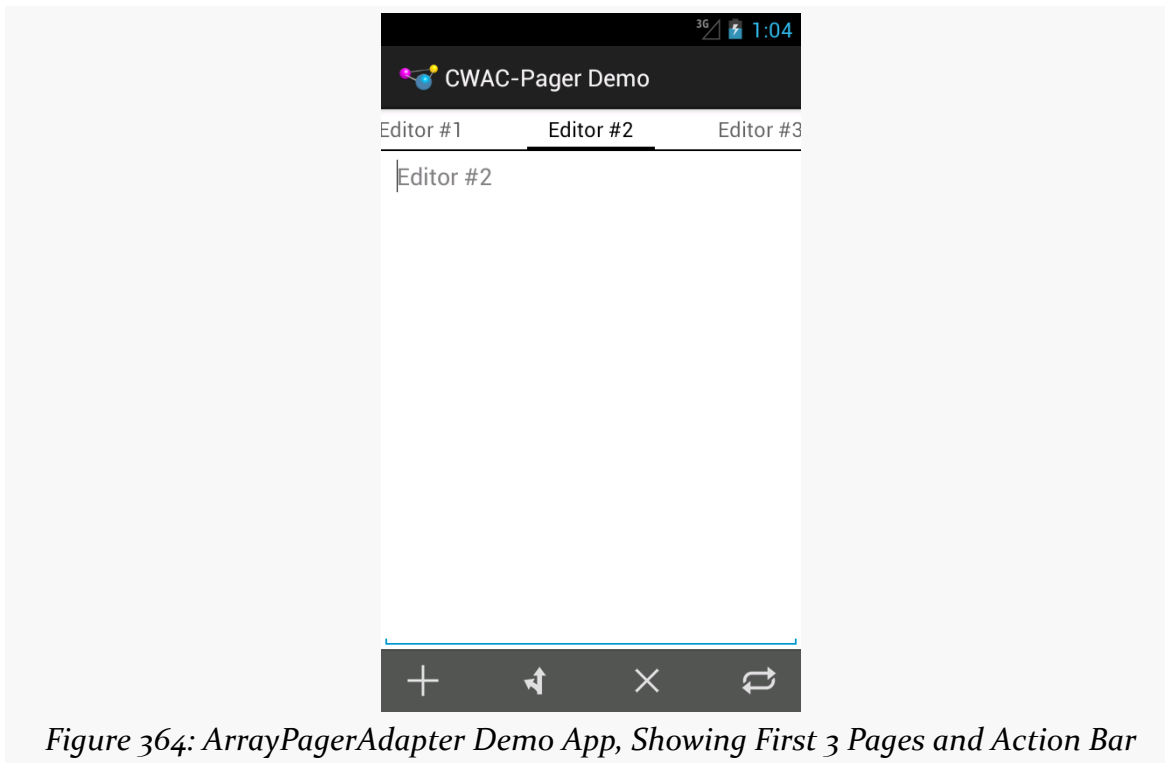 3G 1:04
CWAC-Pager Demo
Editor #1 Editor #2 Editor #3
Editor #2
Figure 364: ArrayPagerAdapter Demo App, Showing First 3 Pages and Action Bar